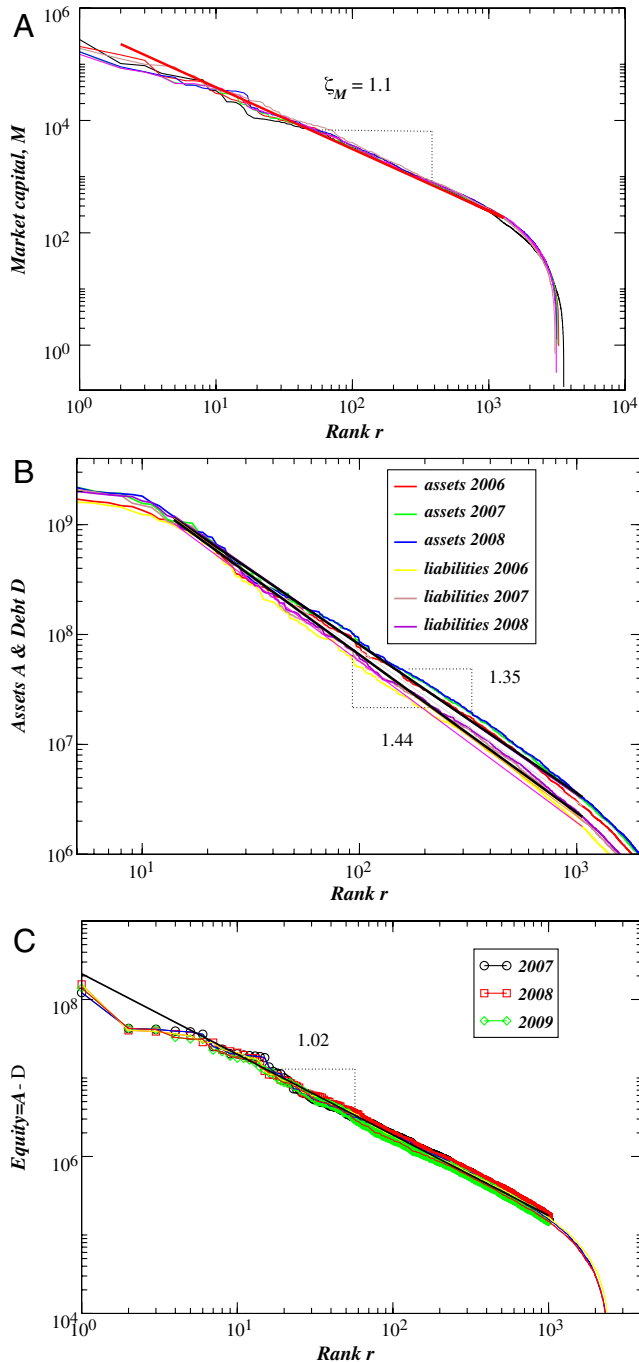 A
10^6
10^4
10^2
10^0
Market capital, M
ζ_M = 1.1
10^0 10^1 10^2 10^3 10^4
Rank r
B
10^9
10^8
10^7
10^6
Assets A & Debt D
assets 2006
assets 2007
assets 2008
liabilities 2006
liabilities 2007
liabilities 2008
1.35
1.44
10^1 10^2 10^3
Rank r
C
10^8
10^6
10^4
Equity=A - D
2007
2008
2009
1.02
10^0 10^1 10^2 10^3
Rank r